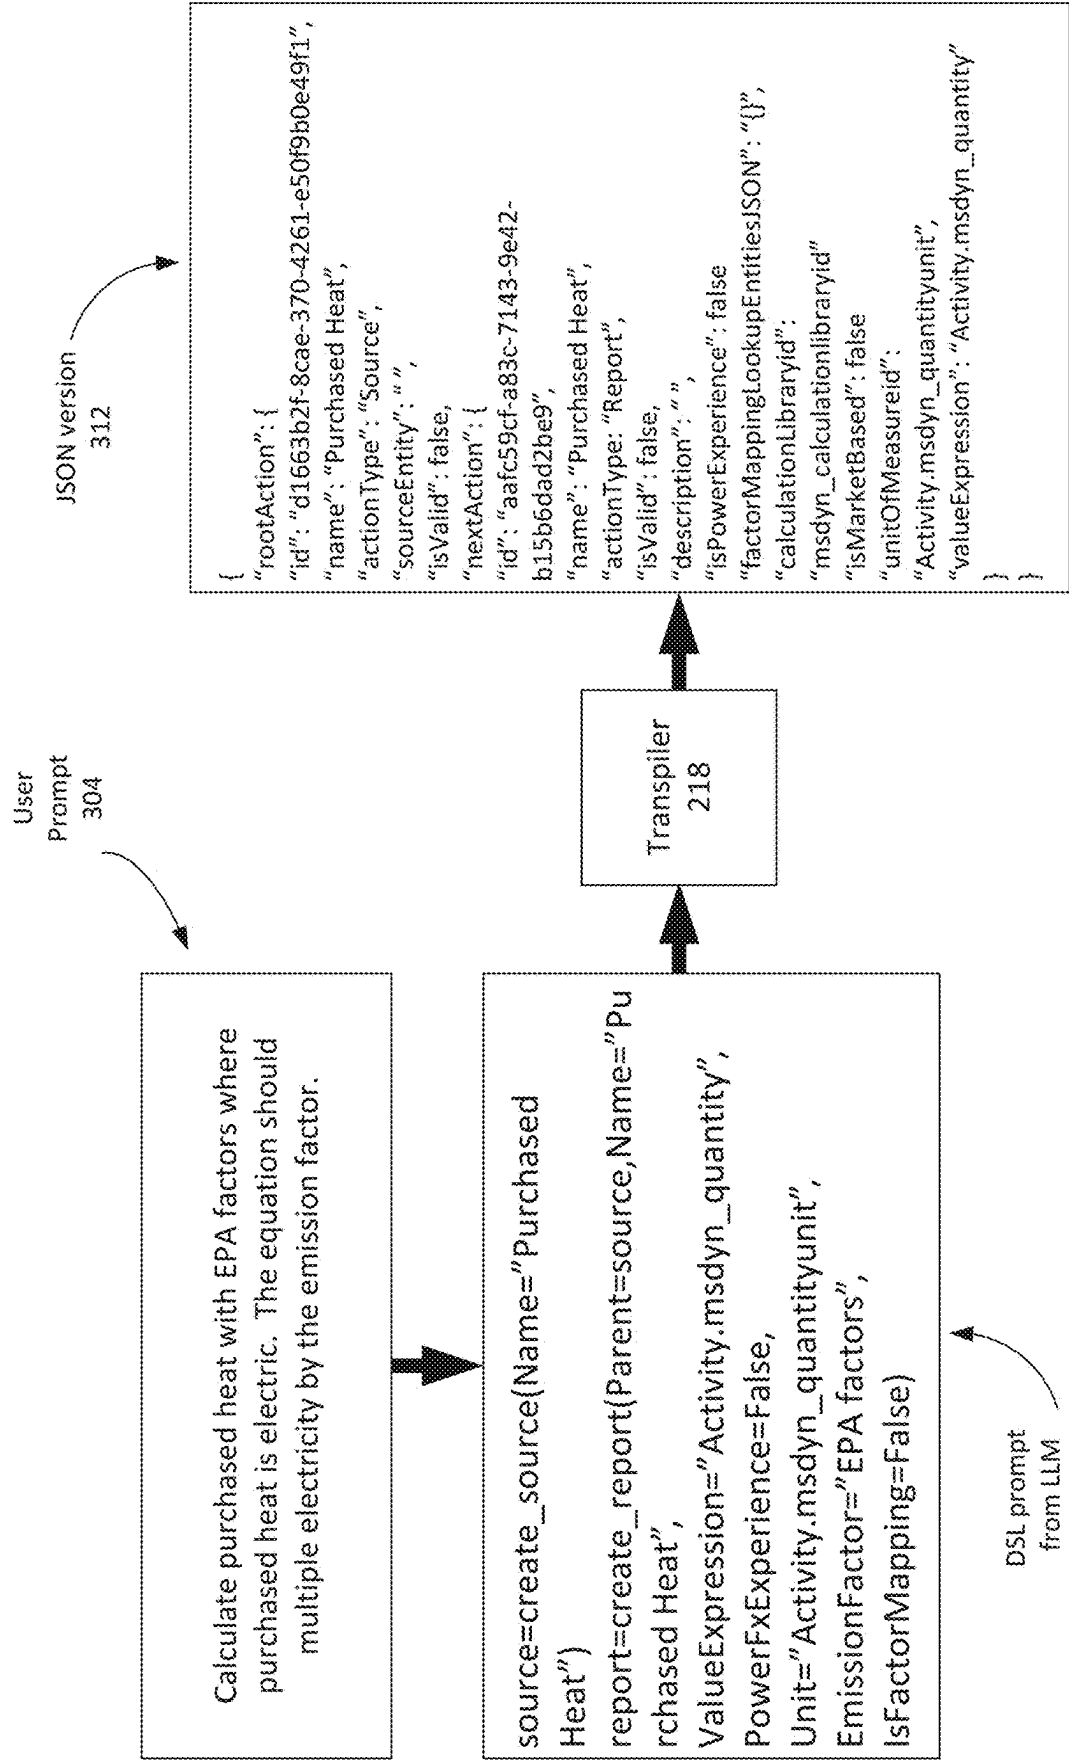 User
Prompt
304
Calculate purchased heat with EPA factors where
purchased heat is electric. The equation should
multiple electricity by the emission factor.
source=create_source(Name=”Purchased
Heat”)
report=create_report(Parent=source,Name=”Pu
rchased Heat”,
ValueExpression=”Activity.msdyn_quantity”,
PowerFxExperience=False,
Unit=”Activity.msdyn_quantityunit”,
EmissionFactor=”EPA factors”,
IsFactorMapping=False)
DSL prompt
from LLM
Transpiler
218
JSON version
312
{
“rootAction”: {
“id”: “d1663b2f-8cae-370-4261-e50f9b0e49f1”,
“name”: “Purchased Heat”,
“actionType”: “Source”,
“sourceEntity”: “ ”,
“isValid”: false,
“nextAction”: {
“id”: “aafc59cf-a83c-7143-9e42-
b15b6dad2be9”,
“name”: “Purchased Heat”,
“actionType: “Report”,
“isValid”: false,
“description”: “ ”,
“isPowerExperience”: false
“factorMappingLookupEntitiesJSON”: “{}”,
“calculationLibraryid”:
“msdyn_calculationlibraryid”
“isMarketBased”: false
“unitOfMeasureid”:
“Activity.msdyn_quantityunit”,
“valueExpression”: “Activity.msdyn_quantity”
}
}